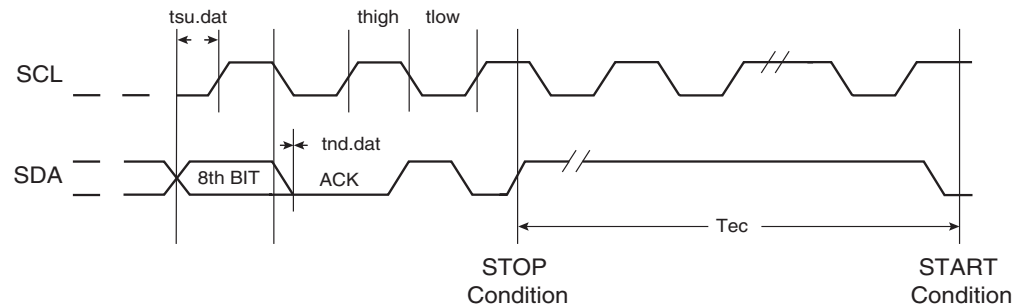 tsu.dat
thigh
tlow
SCL
tnd.dat
SDA
8th BIT
ACK
Tec
STOP
Condition
START
Condition